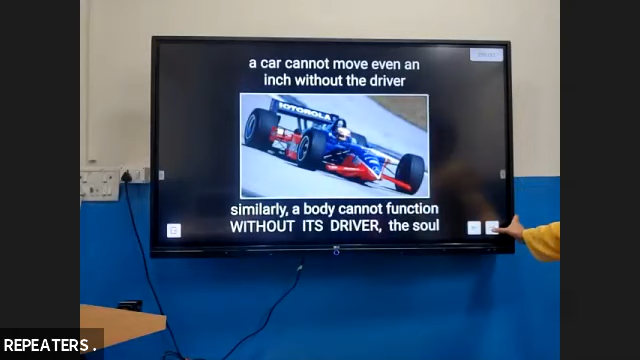 a car cannot move even an
inch without the driver
MOTOROLA
similarly, a body cannot function
WITHOUT ITS DRIVER, the soul
REPEATERS .